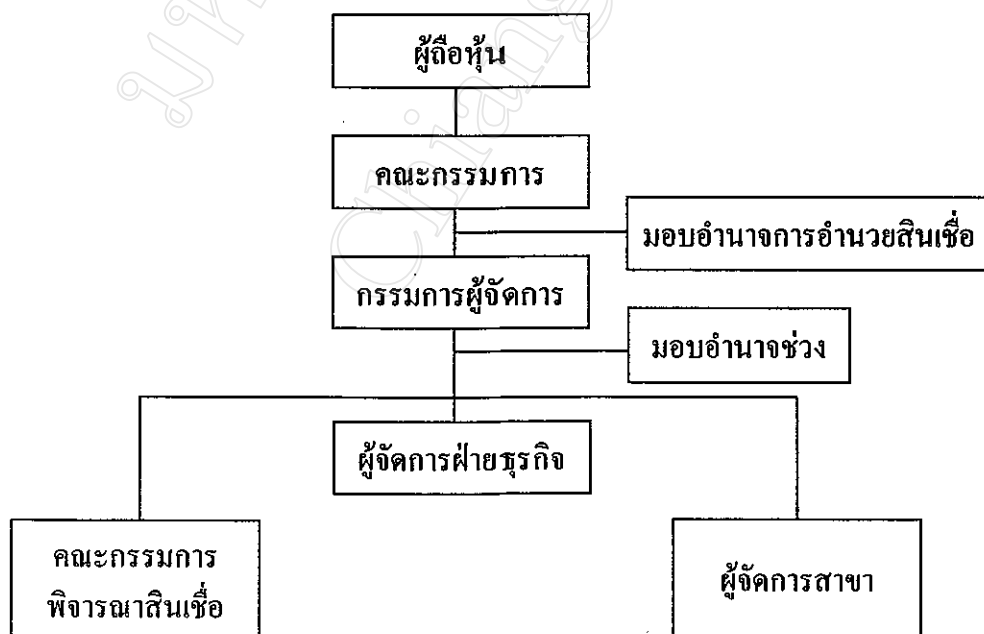 ผู้ถือหุ้น
คณะกรรมการ
มอบอำนาจการอำนวยสินเชื่อ
กรรมการผู้จัดการ
มอบอำนาจช่วง
ผู้จัดการฝ่ายธุรกิจ
คณะกรรมการ
พิจารณาสินเชื่อ
ผู้จัดการสาขา
Chiang